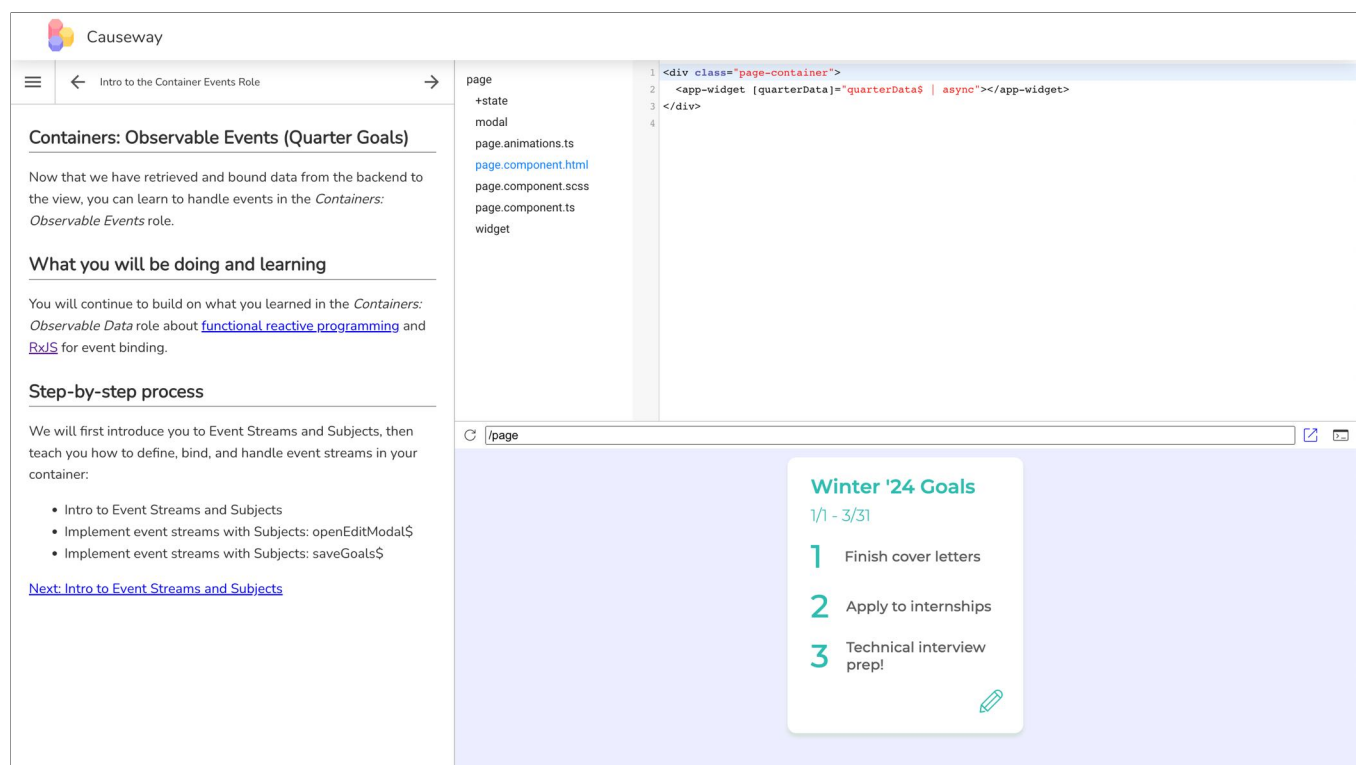 Causeway
Intro to the Container Events Role
Containers: Observable Events (Quarter Goals)
Now that we have retrieved and bound data from the backend to
the view, you can learn to handle events in the Containers:
Observable Events role.
What you will be doing and learning
You will continue to build on what you learned in the Containers:
Observable Data role about functional reactive programming and
RxJS for event binding.
Step-by-step process
We will first introduce you to Event Streams and Subjects, then
teach you how to define, bind, and handle event streams in your
container:
• Intro to Event Streams and Subjects
• Implement event streams with Subjects: openEditModal$
• Implement event streams with Subjects: saveGoals$
Next: Intro to Event Streams and Subjects
page
+state
modal
page.animations.ts
page.component.html
page.component.scss
page.component.ts
widget
1 <div class="page-container">
2   <app-widget [quarterData]="quarterData$ | async"></app-widget>
3 </div>
4
/page
Winter '24 Goals
1/1 - 3/31
1 Finish cover letters
2 Apply to internships
3 Technical interview
prep!